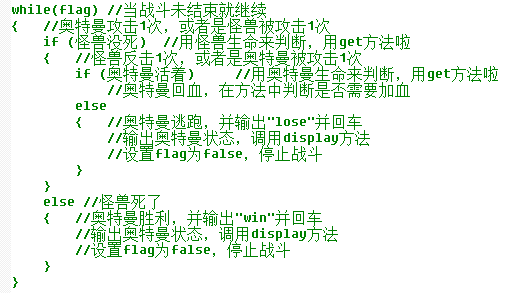 while(flag) //当战斗未结束就继续
{ //奥特曼攻击1次，或者是怪兽被攻击1次
if (怪兽没死) //用怪兽生命来判断，用get方法啦
{ //怪兽反击1次，或者是奥特曼被攻击1次
if (奥特曼活着) //用奥特曼生命来判断，用get方法啦
//奥特曼回血，在方法中判断是否需要加血
else
{ //奥特曼逃跑，并输出"lose"并回车
//输出奥特曼状态，调用display方法
//设置flag为false，停止战斗
}
}
else //怪兽死了
{ //奥特曼胜利，并输出"win"并回车
//输出奥特曼状态，调用display方法
//设置flag为false，停止战斗
}
}